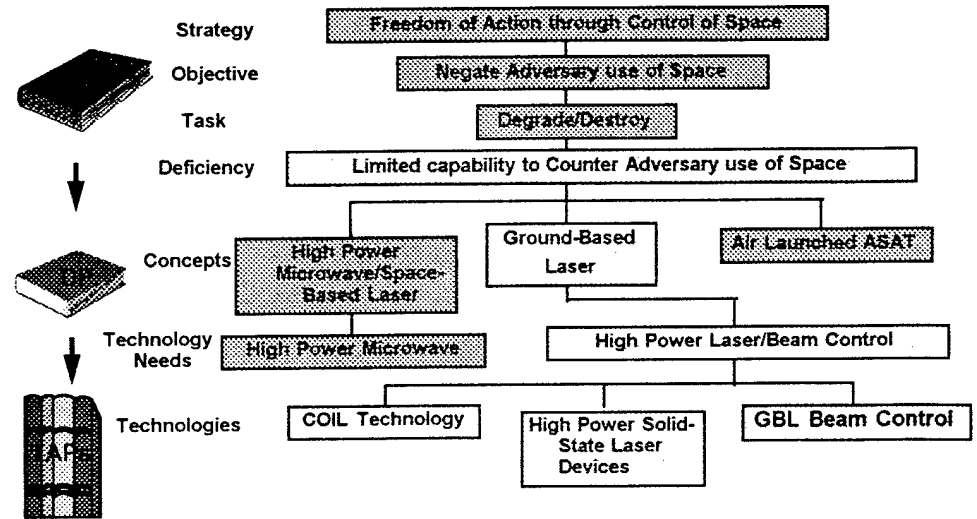 Strategy
Freedom of Action through Control of Space
Objective
Negate Adversary use of Space
Task
Degrade/Destroy
Deficiency
Limited capability to Counter Adversary use of Space
Concepts
High Power
Microwave/Space-
Based Laser
Ground-Based
Laser
Air Launched ASAT
Technology
Needs
High Power Microwave
High Power Laser/Beam Control
Technologies
COIL Technology
High Power Solid-
State Laser
Devices
GBL Beam Control